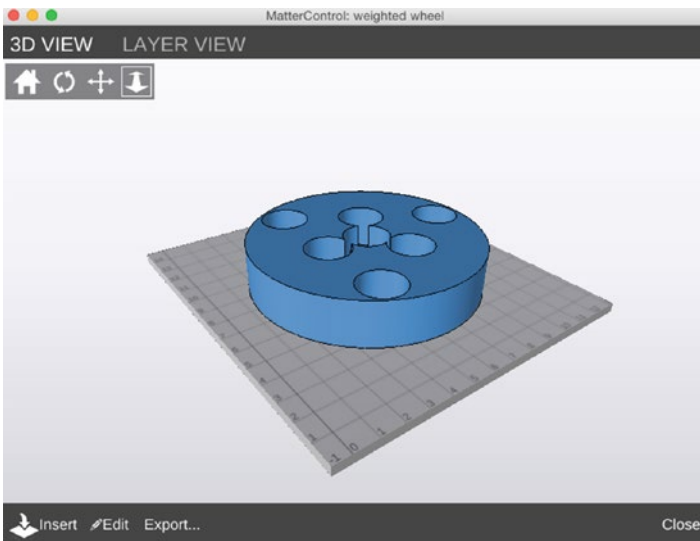 MatterControl: weighted wheel
3D VIEW LAYER VIEW
Insert Edit Export... Close